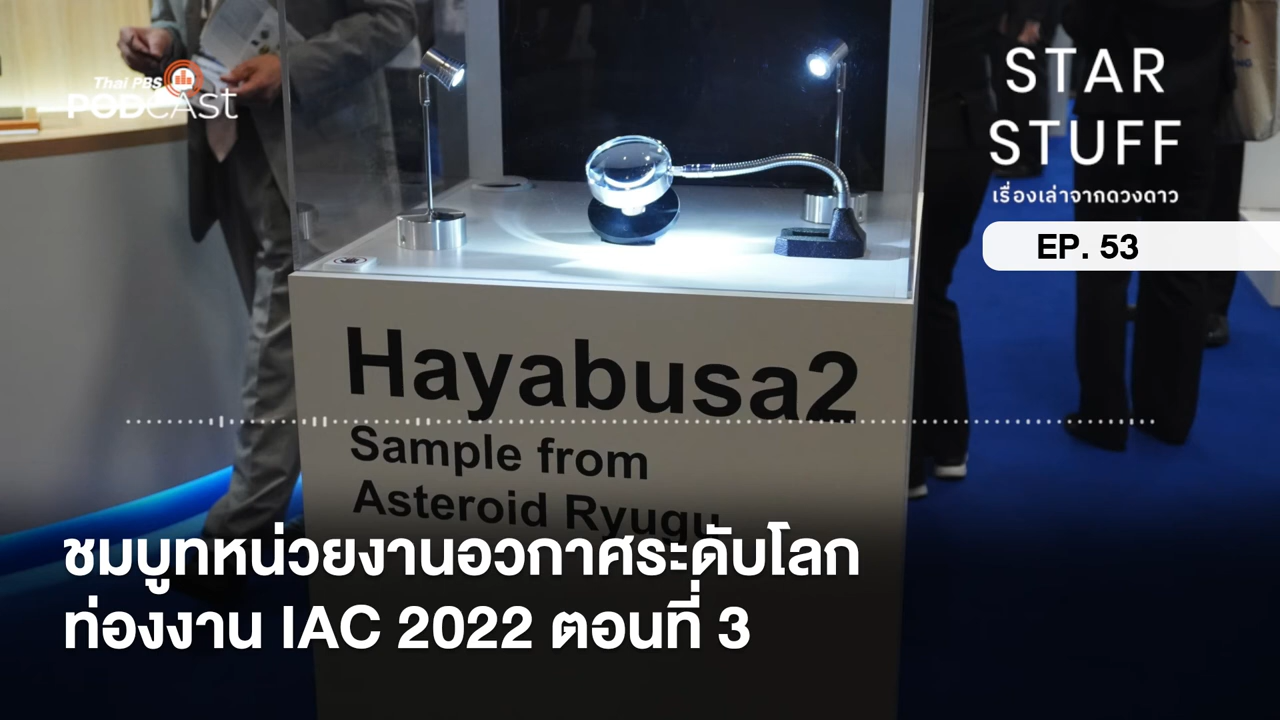 Thai PBS
PODCAST
STAR
STUFF
เรื่องเล่าจากดวงดาว
EP. 53
Hayabusa2
Sample from
Asteroid Ryugu
ชมบูทหน่วยงานอวกาศระดับโลก
ท่องงาน IAC 2022 ตอนที่ 3